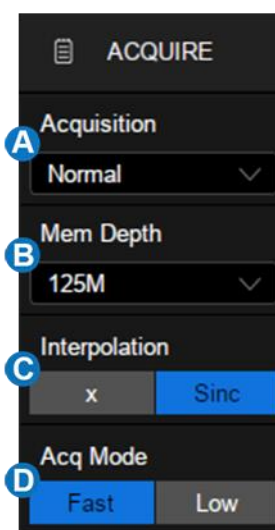 ACQUIRE
Acquisition
A
Normal
Mem Depth
B
125M
Interpolation
C
x Sinc
Acq Mode
D
Fast Low